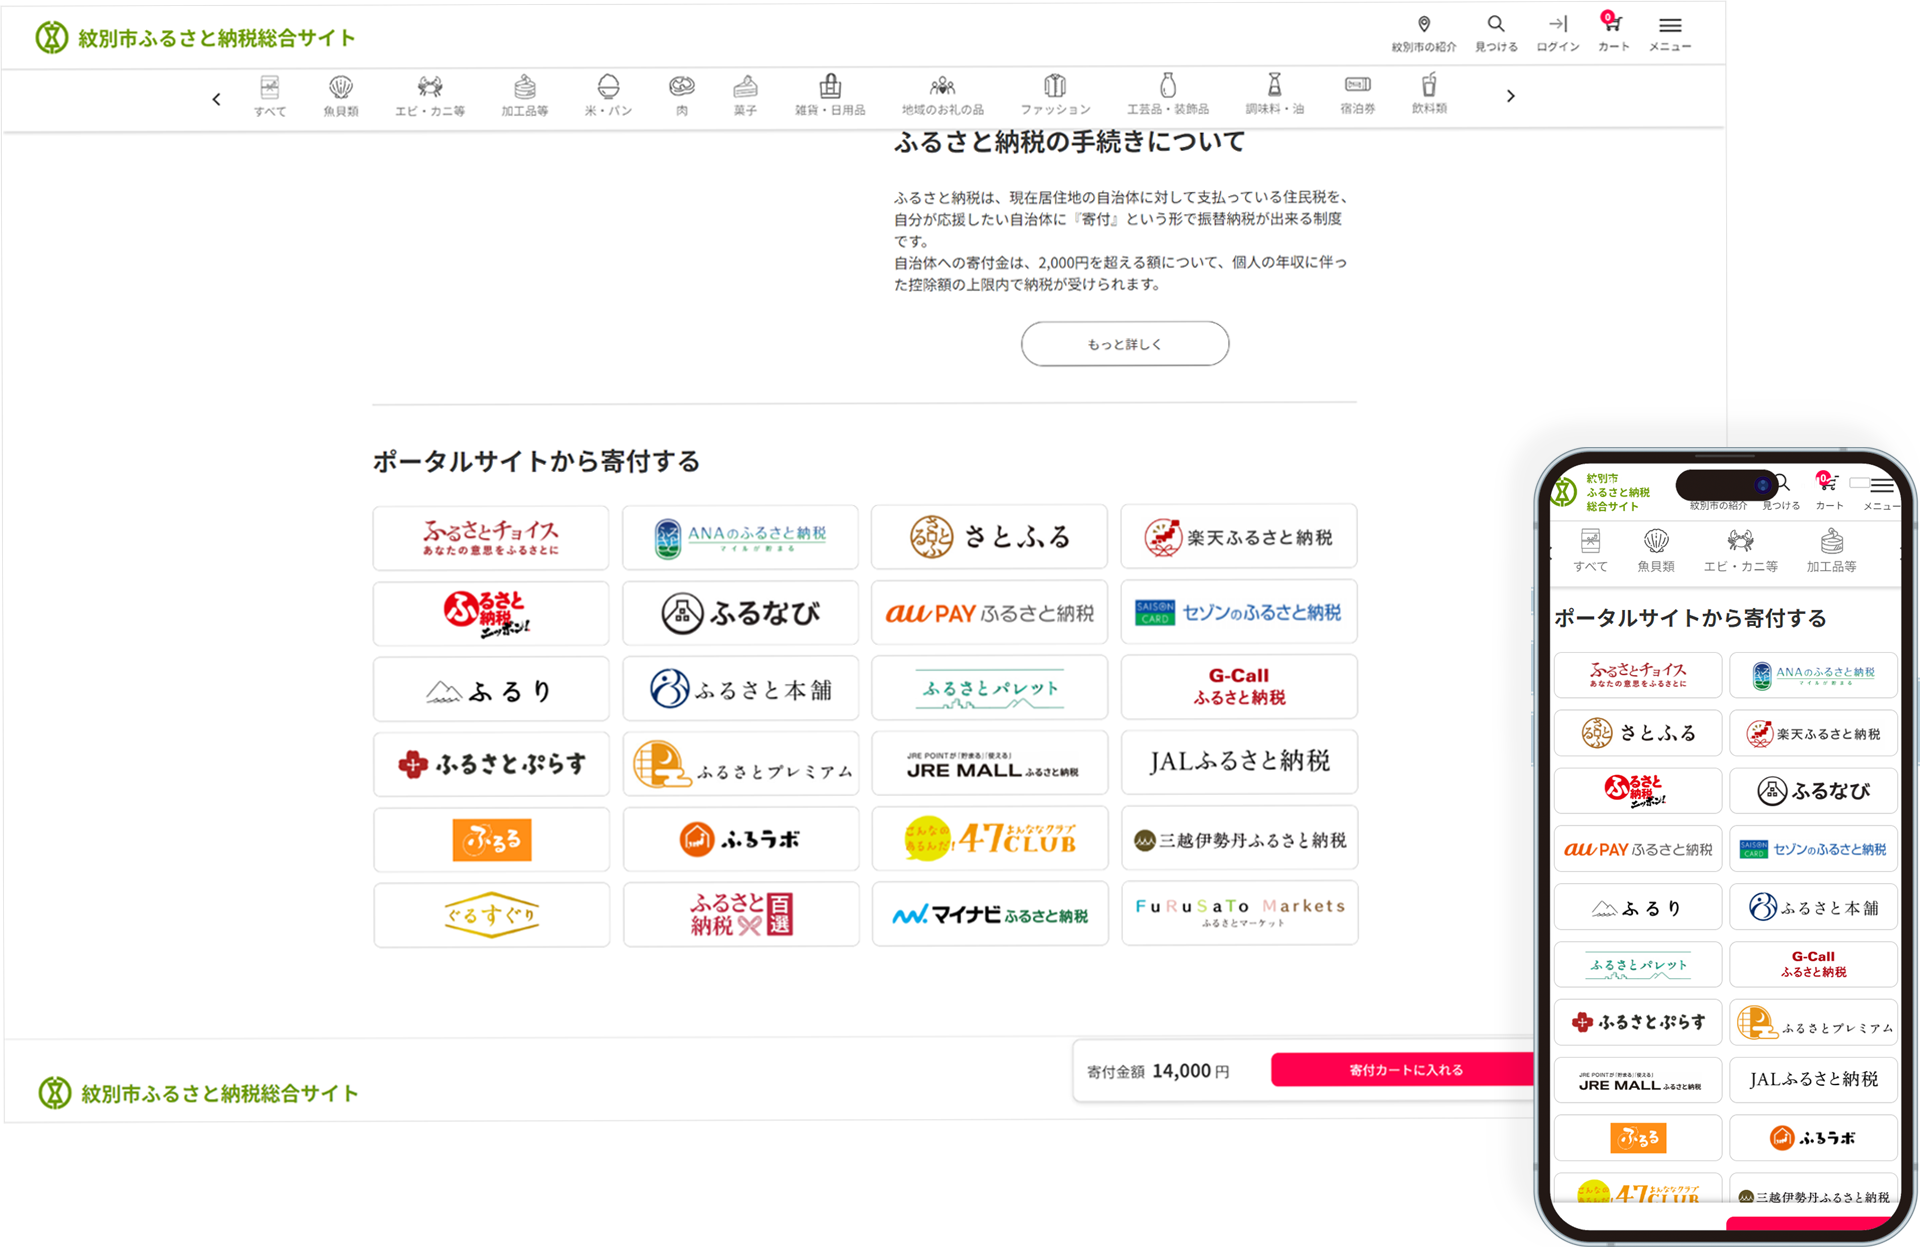 紋別市ふるさと納税総合サイト
紋別市の紹介
見つける
ログイン
0
カート
メニュー
すべて
魚貝類
エビ・カニ等
加工品等
米・パン
肉
菓子
雑貨・日用品
地域のお礼の品
ファッション
工芸品・装飾品
調味料・油
宿泊券
飲料類
ふるさと納税の手続きについて
ふるさと納税は、現在居住地の自治体に対して支払っている住民税を、
自分が応援したい自治体に『寄付』という形で振替納税が出来る制度
です。
自治体への寄付金は、2,000円を超える額について、個人の年収に伴っ
た控除額の上限内で納税が受けられます。
もっと詳しく
ポータルサイトから寄付する
ふるさとチョイス
あなたの意思をふるさとに
ANAのふるさと納税
マイルが貯まる
さとふる
楽天ふるさと納税
ふるさと
納税
ニッポン!
ふるなび
au PAY ふるさと納税
SAISON
CARD
セゾンのふるさと納税
ふるり
ふるさと本舗
ふるさとパレット
G-Call
ふるさと納税
ふるさとぷらす
ふるさとプレミアム
JRE POINTが「貯まる」「使える」
JRE MALL ふるさと納税
JALふるさと納税
ふるる
ふるラボ
こんなの
あるんだ!
47
まんなかクラブ
CLUB
三越伊勢丹ふるさと納税
ぐるすぐり
ふるさと
納税
百選
マイナビ ふるさと納税
FuRuSaTo Markets
ふるさとマーケット
紋別市ふるさと納税総合サイト
寄付金額 14,000 円
寄付カートに入れる
紋別市
ふるさと納税
総合サイト
紋別市の紹介
見つける
0
カート
メニュー
すべて
魚貝類
エビ・カニ等
加工品等
ポータルサイトから寄付する
ふるさとチョイス
あなたの意思をふるさとに
ANAのふるさと納税
マイルが貯まる
さとふる
楽天ふるさと納税
ふるさと
納税
ニッポン!
ふるなび
au PAY ふるさと納税
SAISON
CARD
セゾンのふるさと納税
ふるり
ふるさと本舗
ふるさとパレット
G-Call
ふるさと納税
ふるさとぷらす
ふるさとプレミアム
JRE POINTが「貯まる」「使える」
JRE MALL ふるさと納税
JALふるさと納税
ふるる
ふるラボ
こんなの
あるんだ!
47
CLUB
三越伊勢丹ふるさと納税